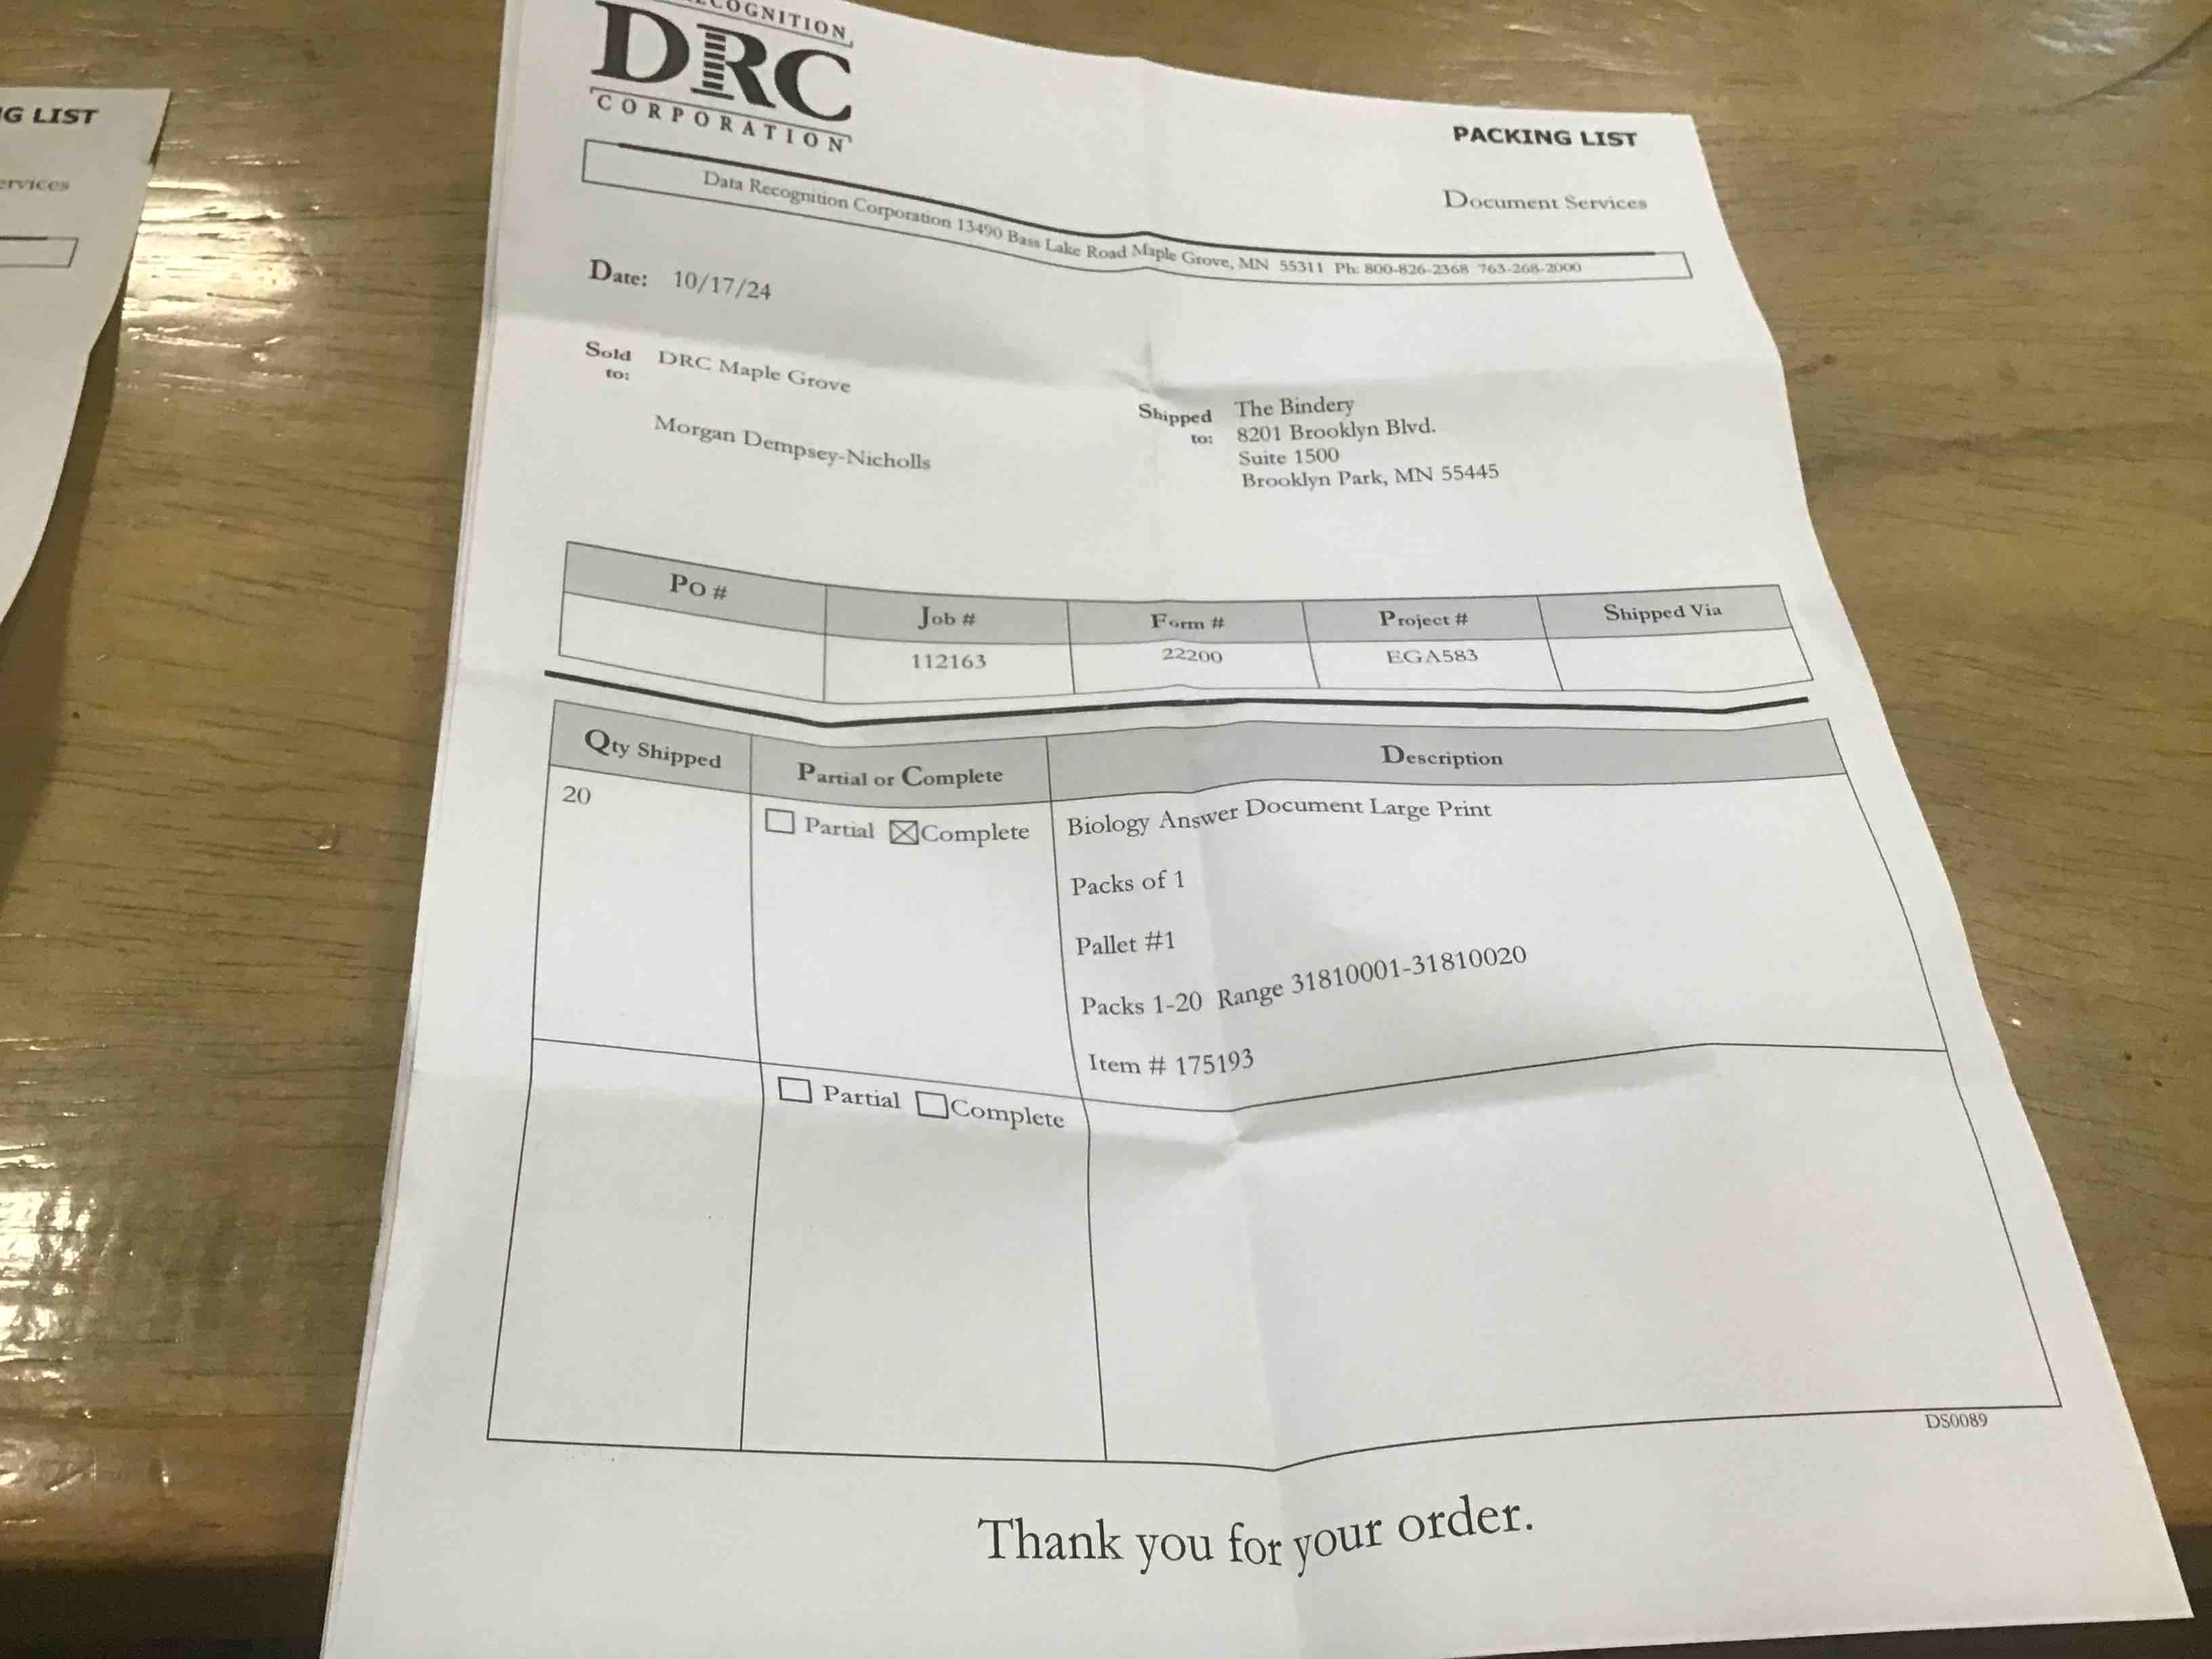 G LIST
ervices
COGNITION
DRC
CORPORATION
PACKING LIST
Document Services
Data Recognition Corporation 13490 Bass Lake Road Maple Grove, MN 55311 Ph: 800-826-2368 763-268-2000
Date: 10/17/24
Sold to: DRC Maple Grove
Morgan Dempsey-Nicholls
Shipped to: The Bindery
8201 Brooklyn Blvd.
Suite 1500
Brooklyn Park, MN 55445
PO # Job # Form # Project # Shipped Via
112163 22200 EGA583
Qty Shipped Partial or Complete Description
20 Partial Complete Biology Answer Document Large Print
Packs of 1
Pallet #1
Packs 1-20 Range 31810001-31810020
Item # 175193
Partial Complete
DS0089
Thank you for your order.